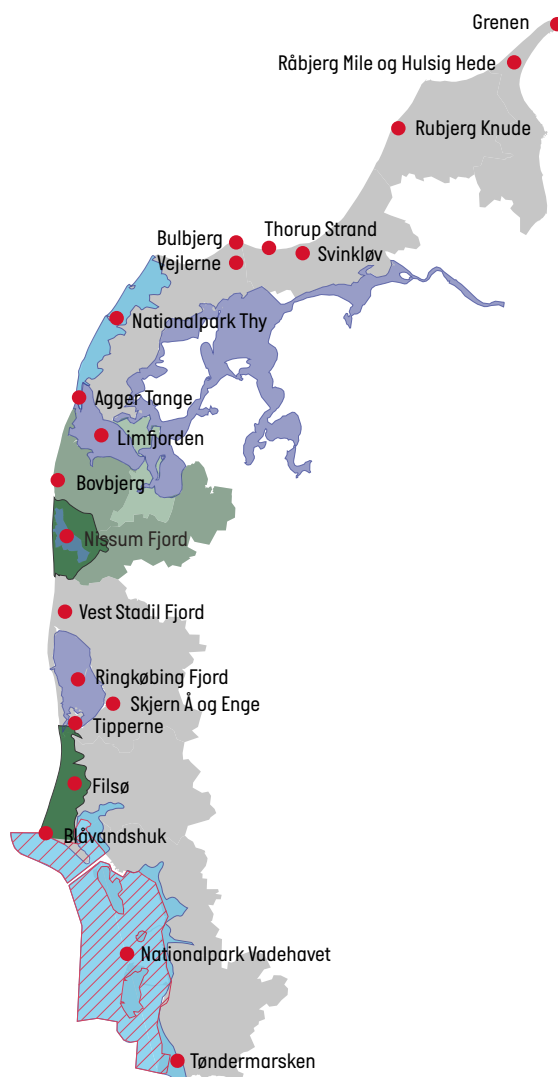 Grenen
Råbjerg Mile og Hulsig Hede
Rubjerg Knude
Thorup Strand
Bulbjerg
Svinkløv
Vejlerne
Nationalpark Thy
Agger Tange
Limfjorden
Bovbjerg
Nissum Fjord
Vest Stadil Fjord
Ringkøbing Fjord
Skjern Å og Enge
Tipperne
Filsø
Blåvandshuk
Nationalpark Vadehavet
Tøndermarsken